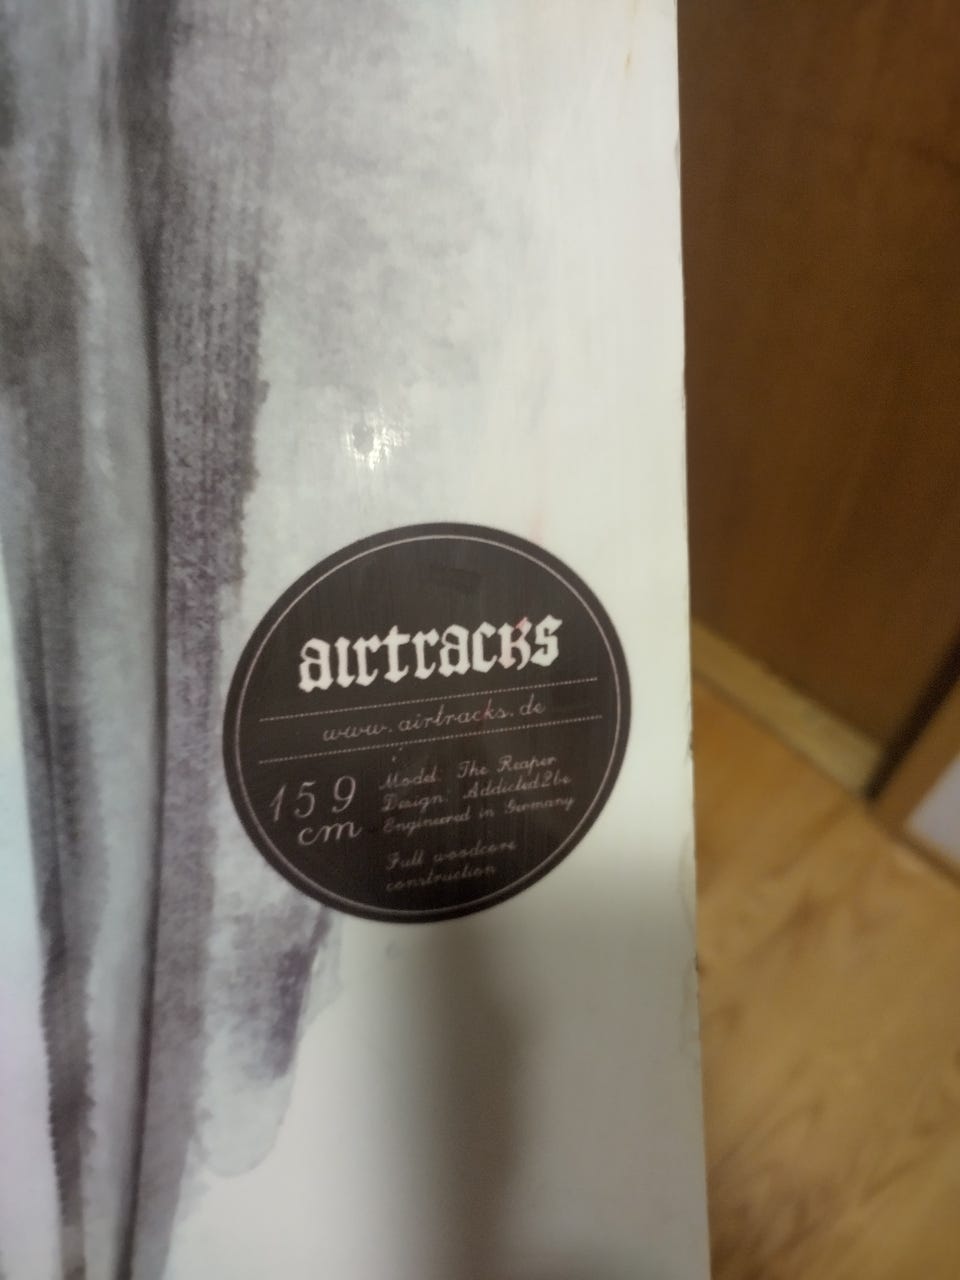 airtracks
www.airtracks.de
159
cm
Model: The Reaper
Design: Addicted2be
Engineered in Germany
Full woodcore
construction